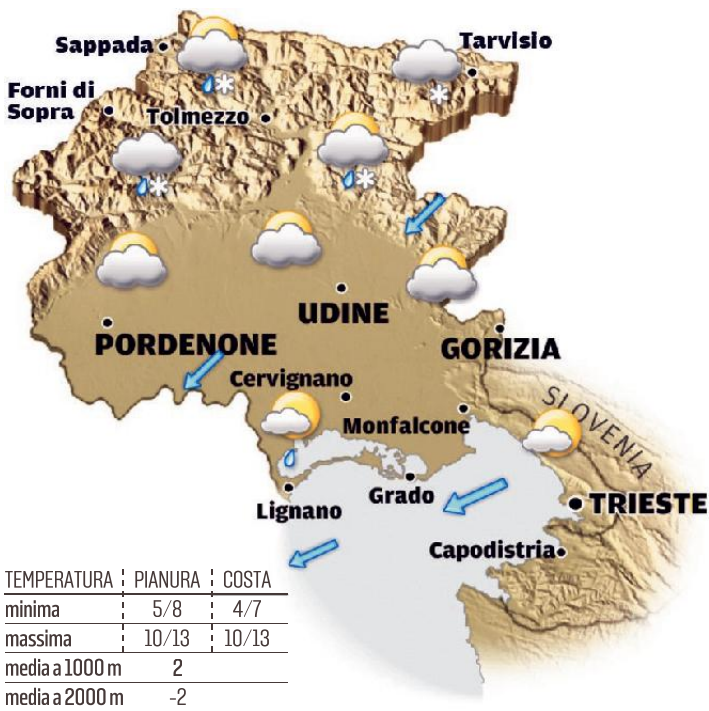 Sappada
Tarvisio
Forni di
Sopra
Tolmezzo
UDINE
PORDENONE
GORIZIA
Cervignano
SLOVENIA
Monfalcone
Grado
Lignano
TRIESTE
Capodistria
TEMPERATURA PIANURA COSTA
minima 5/8 4/7
massima 10/13 10/13
media a 1000 m 2
media a 2000 m -2